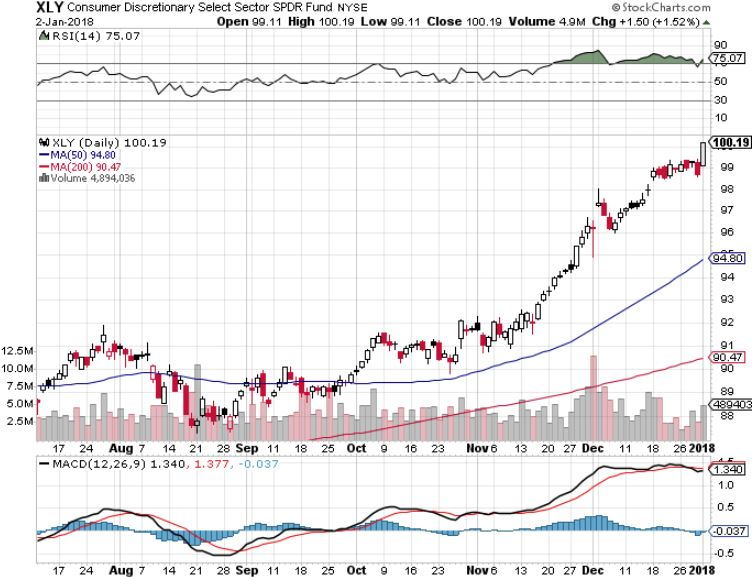 XLY Consumer Discretionary Select Sector SPDR Fund NYSE © StockCharts.com
2-Jan-2018 Open 99.11 High 100.19 Low 99.11 Close 100.19 Volume 4.9M Chg +1.50 (+1.52%)
RSI(14) 75.07
90
75.07
50
30
10
XLY (Daily) 100.19
MA(50) 94.80
MA(200) 90.47
Volume 4,894,036
100.19
99
98
97
96
94.80
94
93
92
91
90.47
90
89
489403
88
12.5M
10.0M
7.5M
5.0M
2.5M
17 24 Aug 7 14 21 28 Sep 11 18 25 Oct 9 16 23 Nov 6 13 20 27 Dec 11 18 26 2018
MACD(12,26,9) 1.340, 1.377, -0.037
1.340
1.0
0.5
-0.037
-0.5
17 24 Aug 7 14 21 28 Sep 11 18 25 Oct 9 16 23 Nov 6 13 20 27 Dec 11 18 26 2018